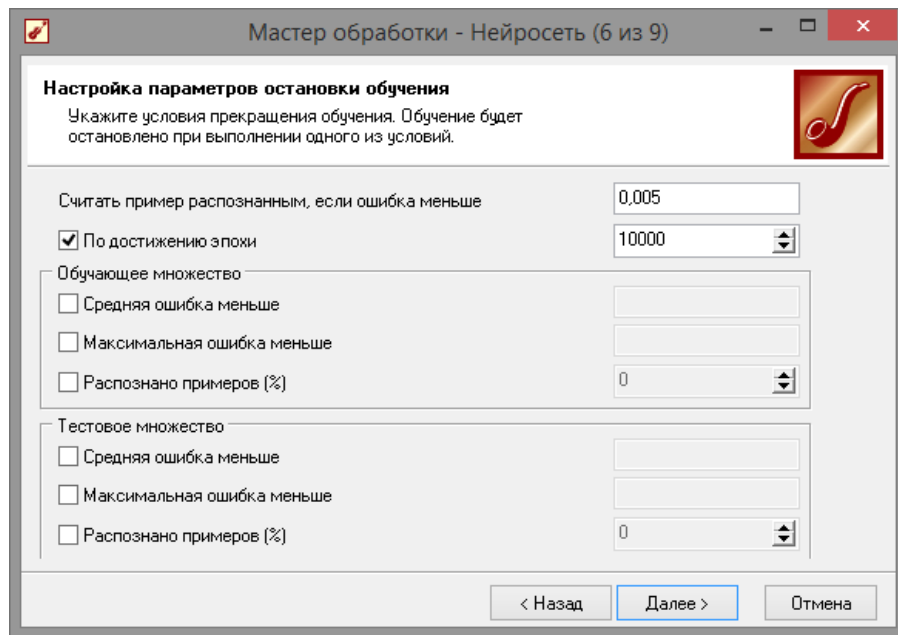 Мастер обработки - Нейросеть (6 из 9)
Настройка параметров остановки обучения
Укажите условия прекращения обучения. Обучение будет
остановлено при выполнении одного из условий.
Считать пример распознанным, если ошибка меньше 0,005
По достижению эпохи 10000
Обучающее множество
Средняя ошибка меньше
Максимальная ошибка меньше
Распознано примеров (%) 0
Тестовое множество
Средняя ошибка меньше
Максимальная ошибка меньше
Распознано примеров (%) 0
< Назад Далее > Отмена